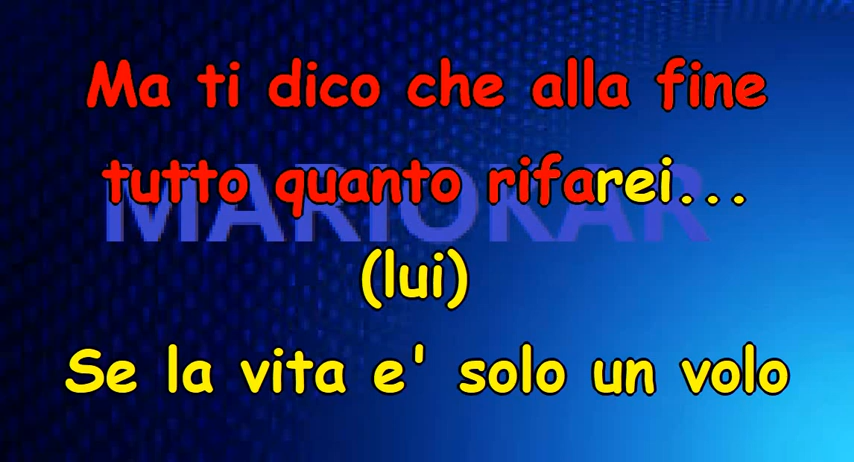 Ma ti dico che alla fine
tutto quanto rifarei...
MARIOKAR
(lui)
Se la vita e' solo un volo